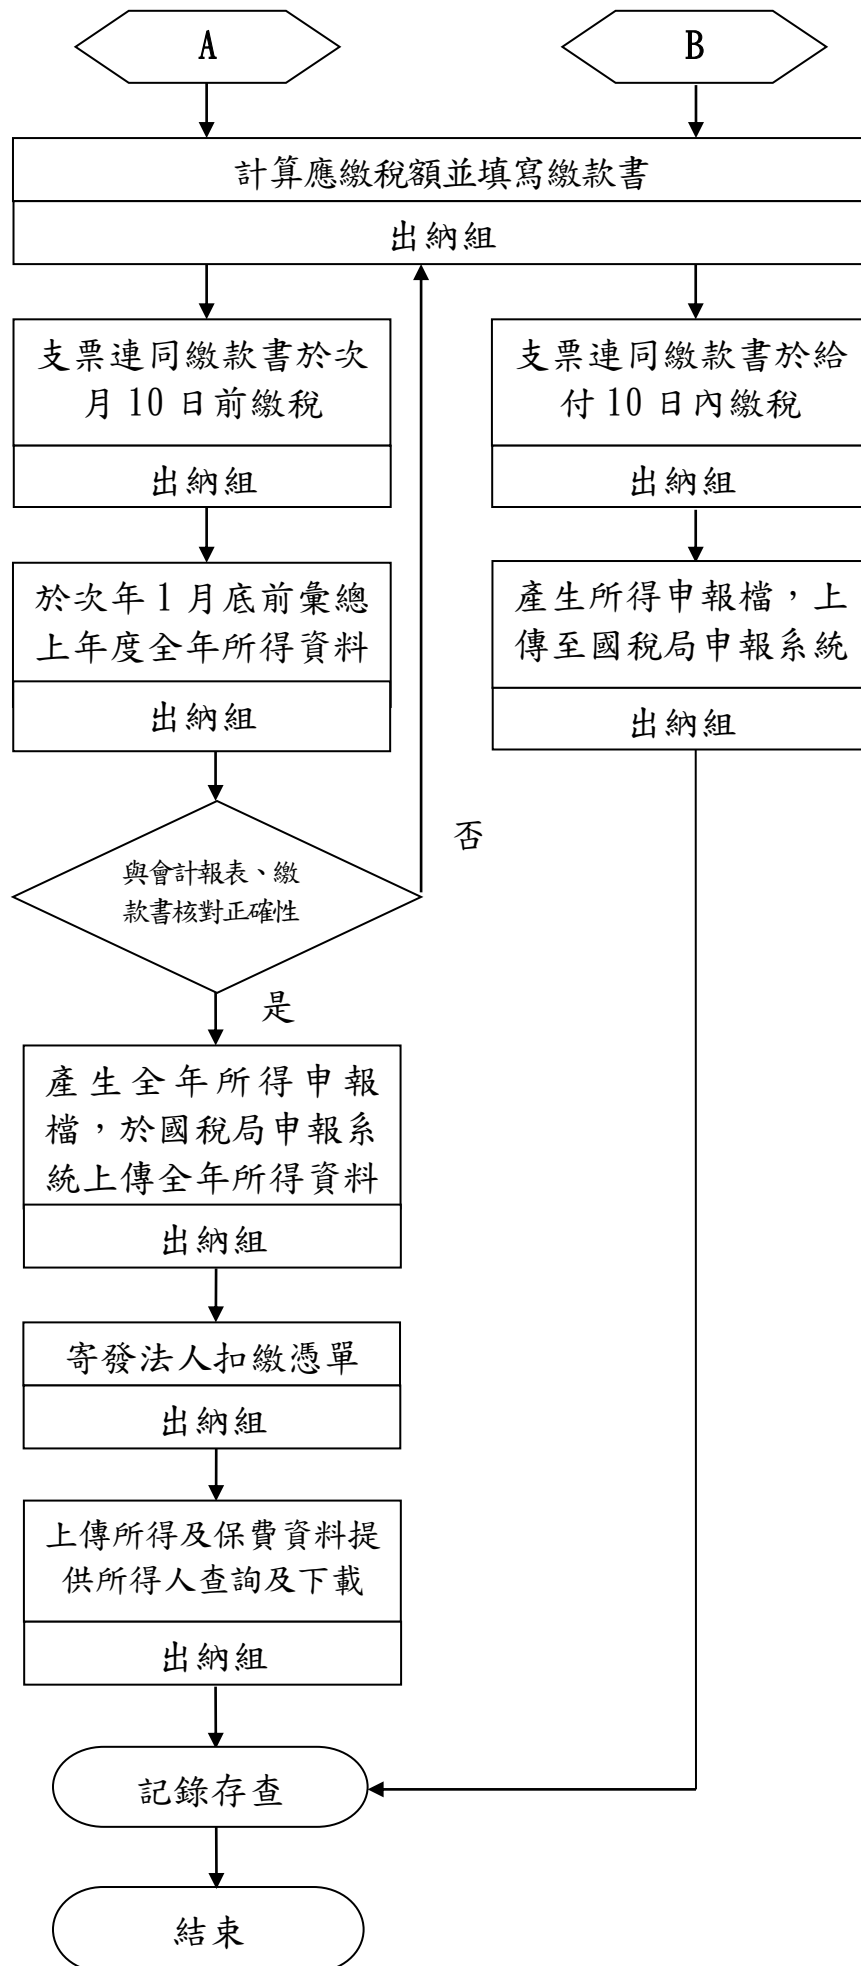 A
B
計算應繳稅額並填寫繳款書
出納組
支票連同繳款書於次
月 10 日前繳稅
出納組
支票連同繳款書於給
付 10 日內繳稅
出納組
於次年 1 月底前彙總
上年度全年所得資料
出納組
產生所得申報檔，上
傳至國稅局申報系統
出納組
否
與會計報表、繳
款書核對正確性
是
產生全年所得申報
檔，於國稅局申報系
統上傳全年所得資料
出納組
寄發法人扣繳憑單
出納組
上傳所得及保費資料提
供所得人查詢及下載
出納組
記錄存查
結束